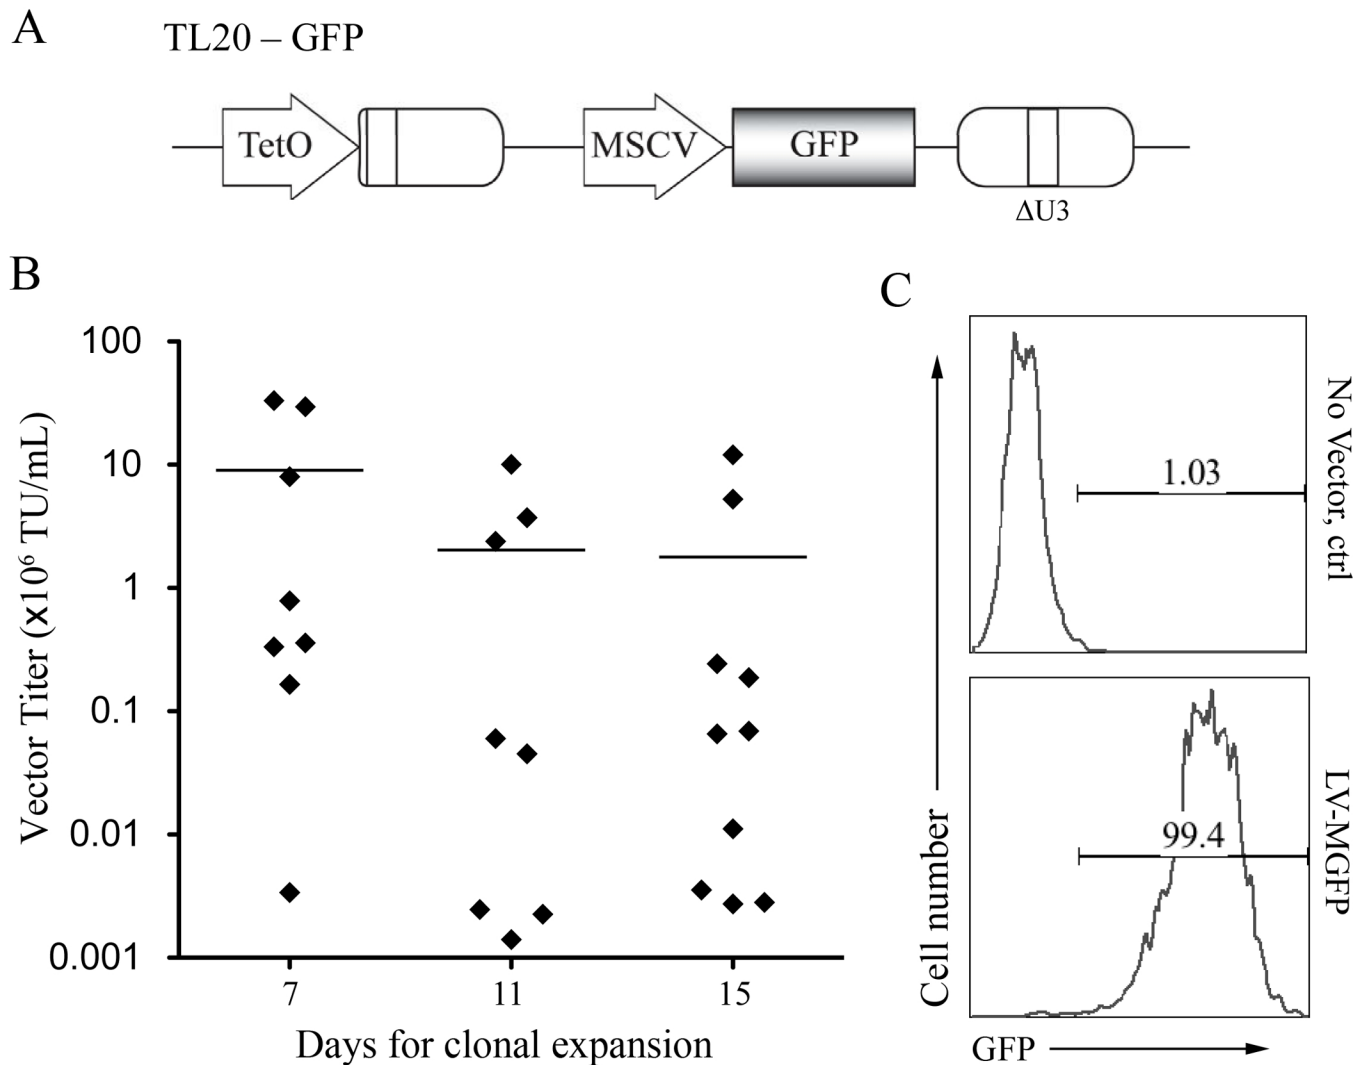 A
TL20 – GFP
TetO
MSCV
GFP
ΔU3
B
Vector Titer (x10⁶ TU/mL)
100
10
1
0.1
0.01
0.001
7
11
15
Days for clonal expansion
C
Cell number
1.03
No Vector, ctrl
99.4
LV-MGFP
GFP